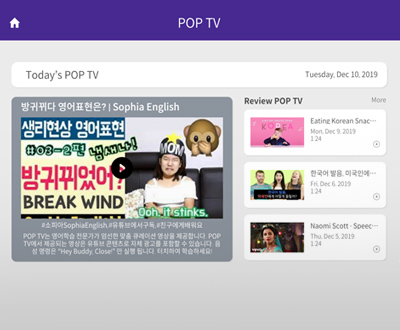 POP TV
Today's POP TV
Tuesday, Dec 10, 2019
방귀뀌다 영어표현은? | Sophia English
생리현상 영어표현
#03-2편 냄새나!
방귀뀌었어?
BREAK WIND
MOM
Ooh, it stinks.
#소피아SophiaEnglish.#유튜브에서구독.#친구에게배워요
POP TV는 영어학습 전문가가 엄선한 맞춤 큐레이션 영상을 제공합니다. POP
TV에서 제공되는 영상은 유튜브 콘텐츠로 자체 광고를 포함할 수 있습니다. 음
성 명령은 "Hey Buddy, Close!" 만 실행 됩니다. 터치하여 학습하세요!
Review POP TV
More
Eating Korean Snac...
Mon, Dec 9, 2019
1:24
한국어 발음, 미국인에...
Fri, Dec 6, 2019
1:24
Naomi Scott - Speec...
Thu, Dec 5, 2019
1:24